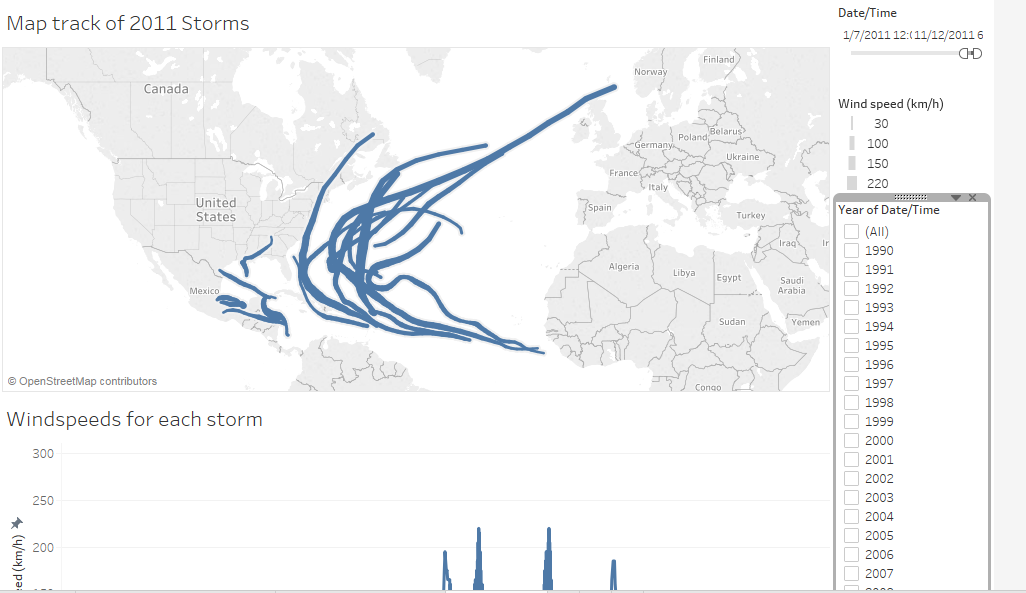 Map track of 2011 Storms
Date/Time
1/7/2011 12:
11/12/2011 6
Wind speed (km/h)
30
100
150
220
Year of Date/Time
(All)
1990
1991
1992
1993
1994
1995
1996
1997
1998
1999
2000
2001
2002
2003
2004
2005
2006
2007
Canada
United
States
Mexico
Norway
Finland
Belarus
Poland
Germany
Ukraine
France
Italy
Spain
Turkey
Iraq
Ir
Algeria
Libya
Egypt
Saudi
Arabia
Sudan
Yemen
Congo
© OpenStreetMap contributors
Windspeeds for each storm
300
250
200
ed (km/h)